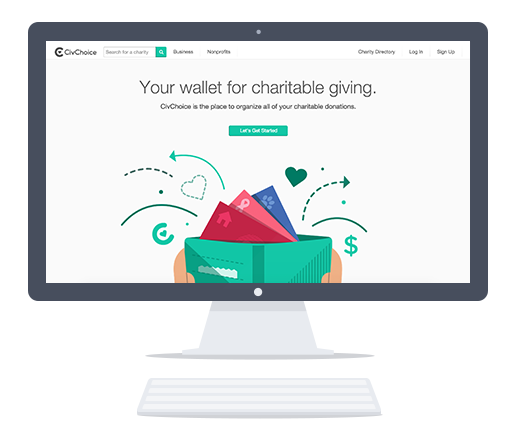 CivChoice Search for a charity Business Nonprofits Charity Directory Log In Sign Up
Your wallet for charitable giving.
CivChoice is the place to organize all of your charitable donations.
Let's Get Started
$